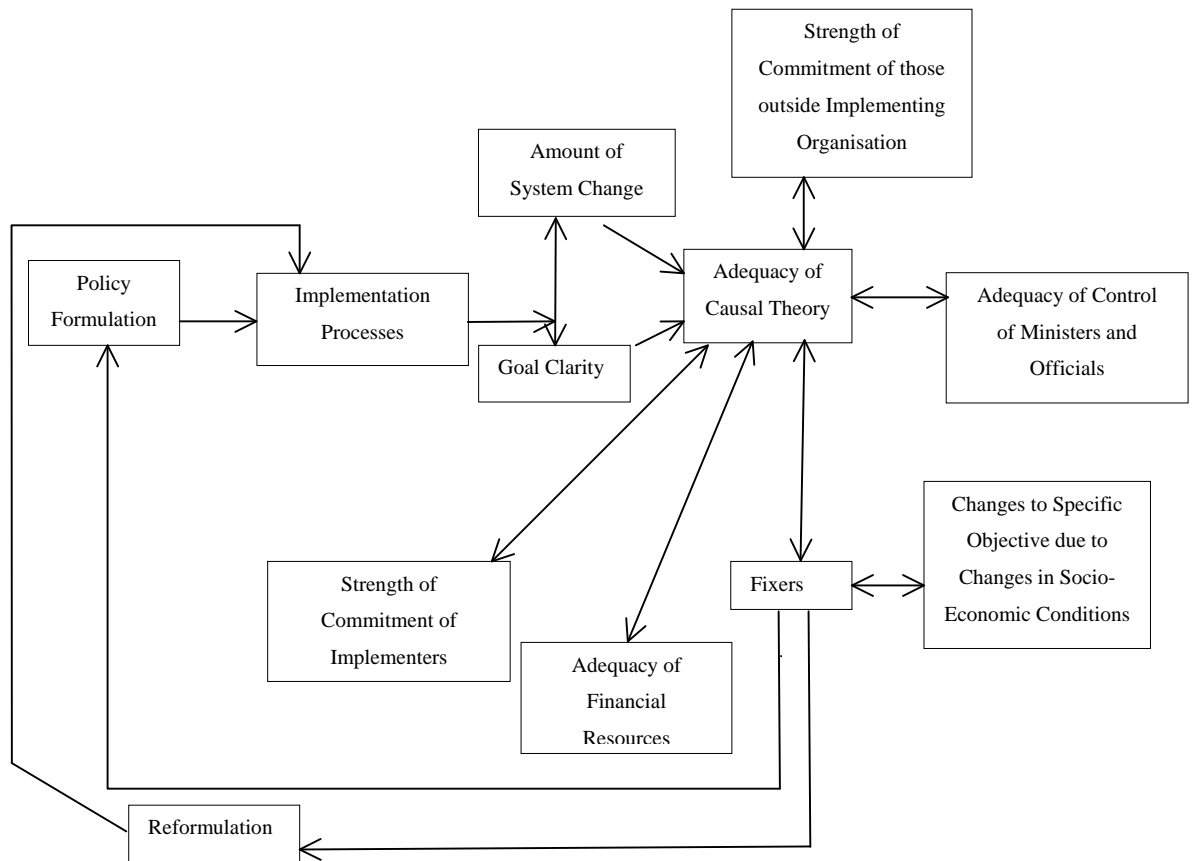 Strength of
Commitment of those
outside Implementing
Organisation
Amount of
System Change
Policy
Formulation
Implementation
Processes
Adequacy of
Causal Theory
Adequacy of Control
of Ministers and
Officials
Goal Clarity
Changes to Specific
Objective due to
Changes in Socio-
Economic Conditions
Strength of
Commitment of
Implementers
Fixers
Adequacy of
Financial
Resources
Reformulation